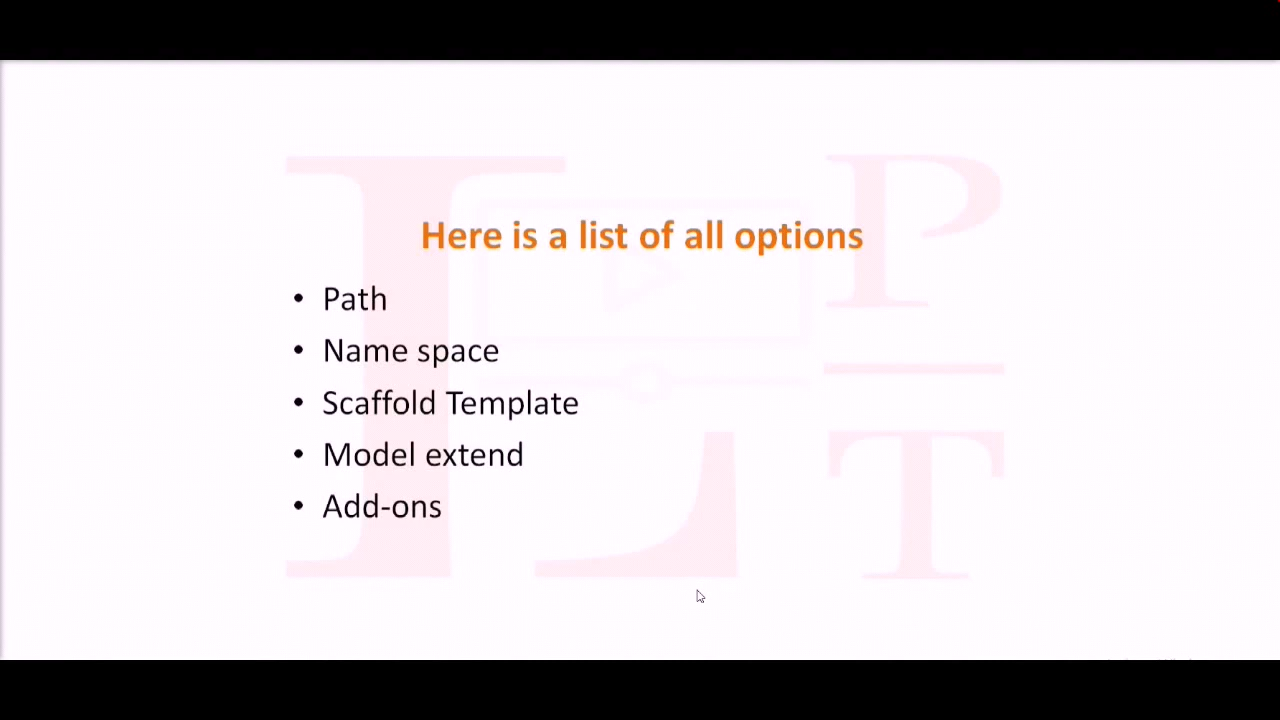 Here is a list of all options
• Path
• Name space
• Scaffold Template
• Model extend
• Add-ons
L
P
T